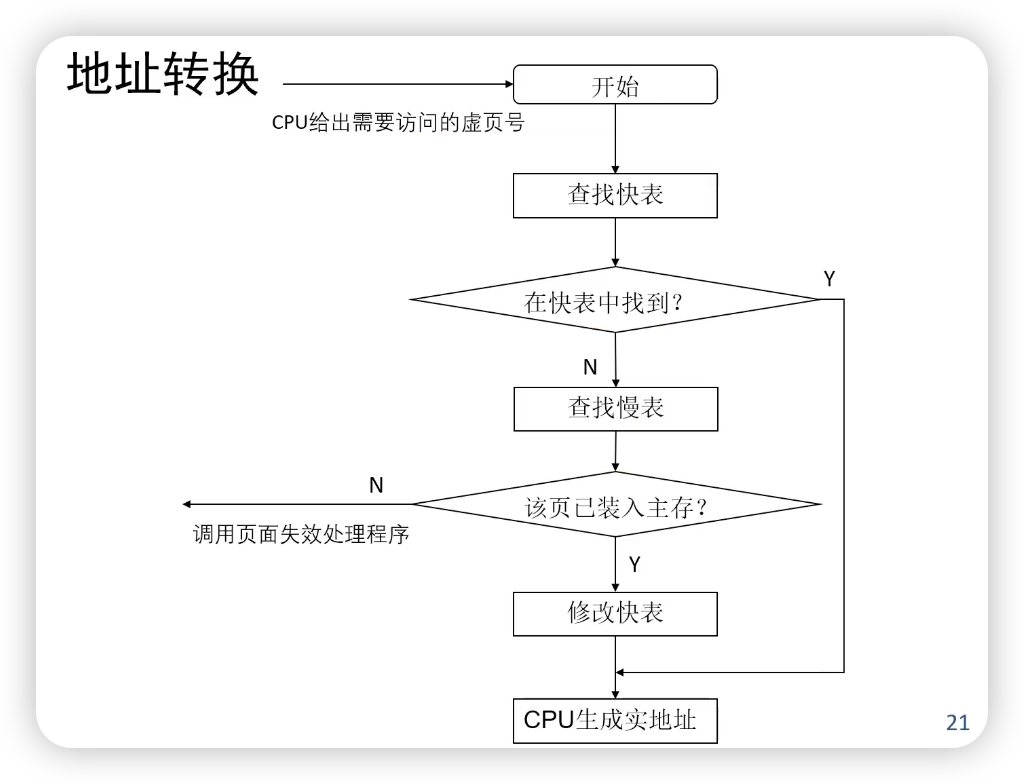 地址转换
开始
CPU给出需要访问的虚页号
查找快表
Y
在快表中找到?
N
查找慢表
N
该页已装入主存?
调用页面失效处理程序
Y
修改快表
CPU生成实地址
21